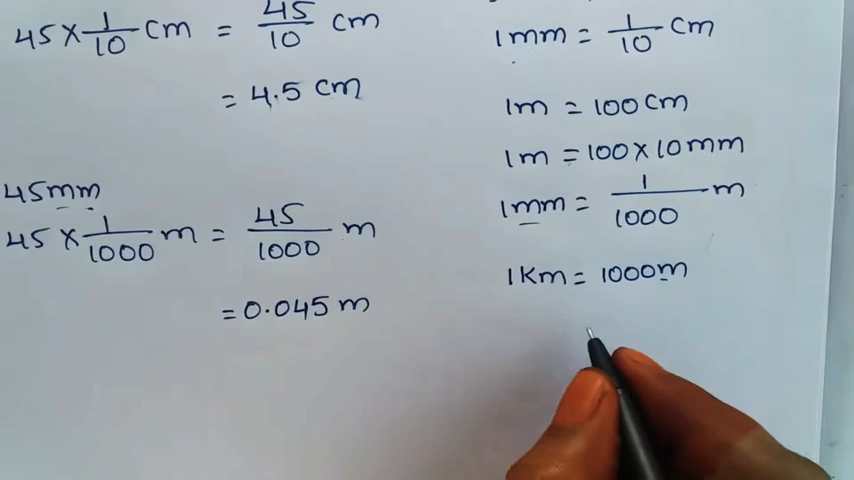 45 × 1/10 cm = 45/10 cm
= 4.5 cm
45mm
45 × 1/1000 m = 45/1000 m
= 0.045 m
1mm = 1/10 cm
1m = 100 cm
1m = 100 × 10 mm
1mm = 1/1000 m
1Km = 1000m